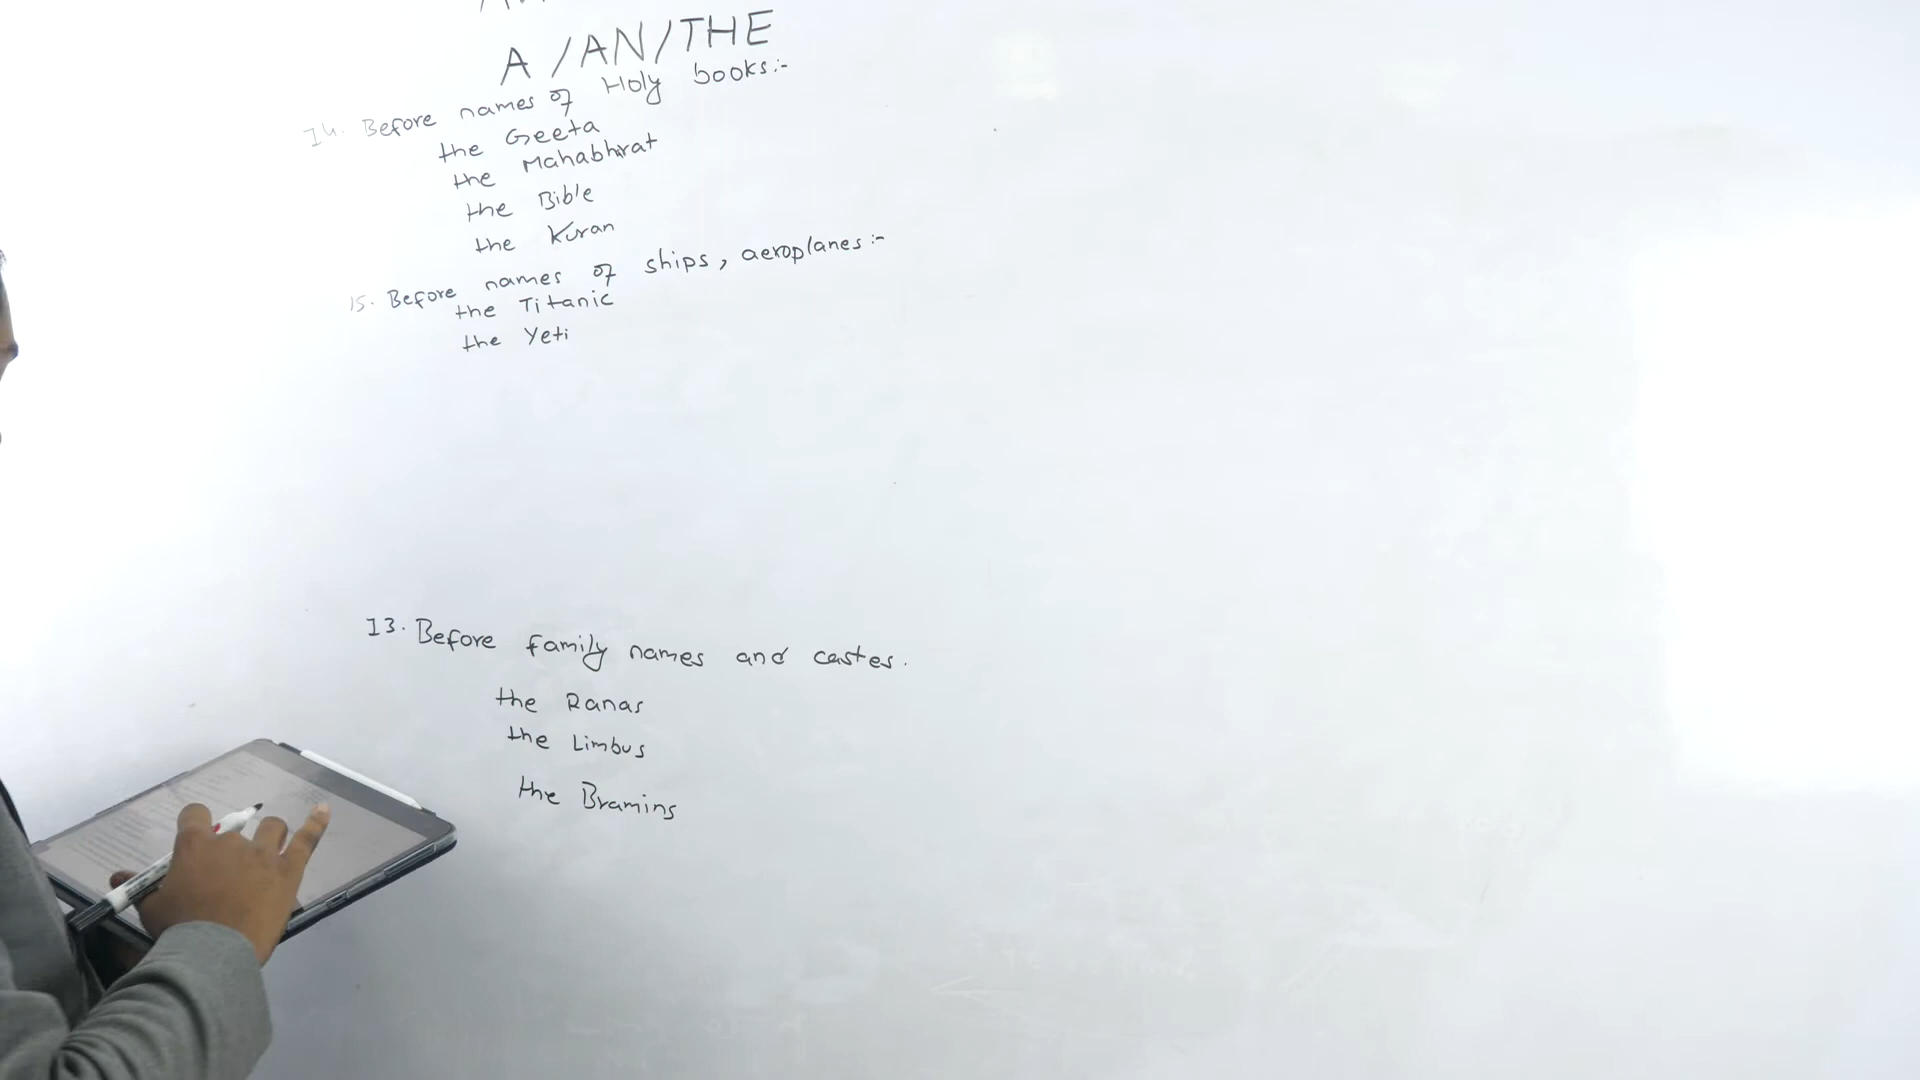 A/AN/THE
14. Before names of Holy books:-
the Geeta
the Mahabhrat
the Bible
the Kuran
15. Before names of ships, aeroplanes:-
the Titanic
the Yeti
13. Before family names and castes.
the Ranas
the Limbus
the Bramins